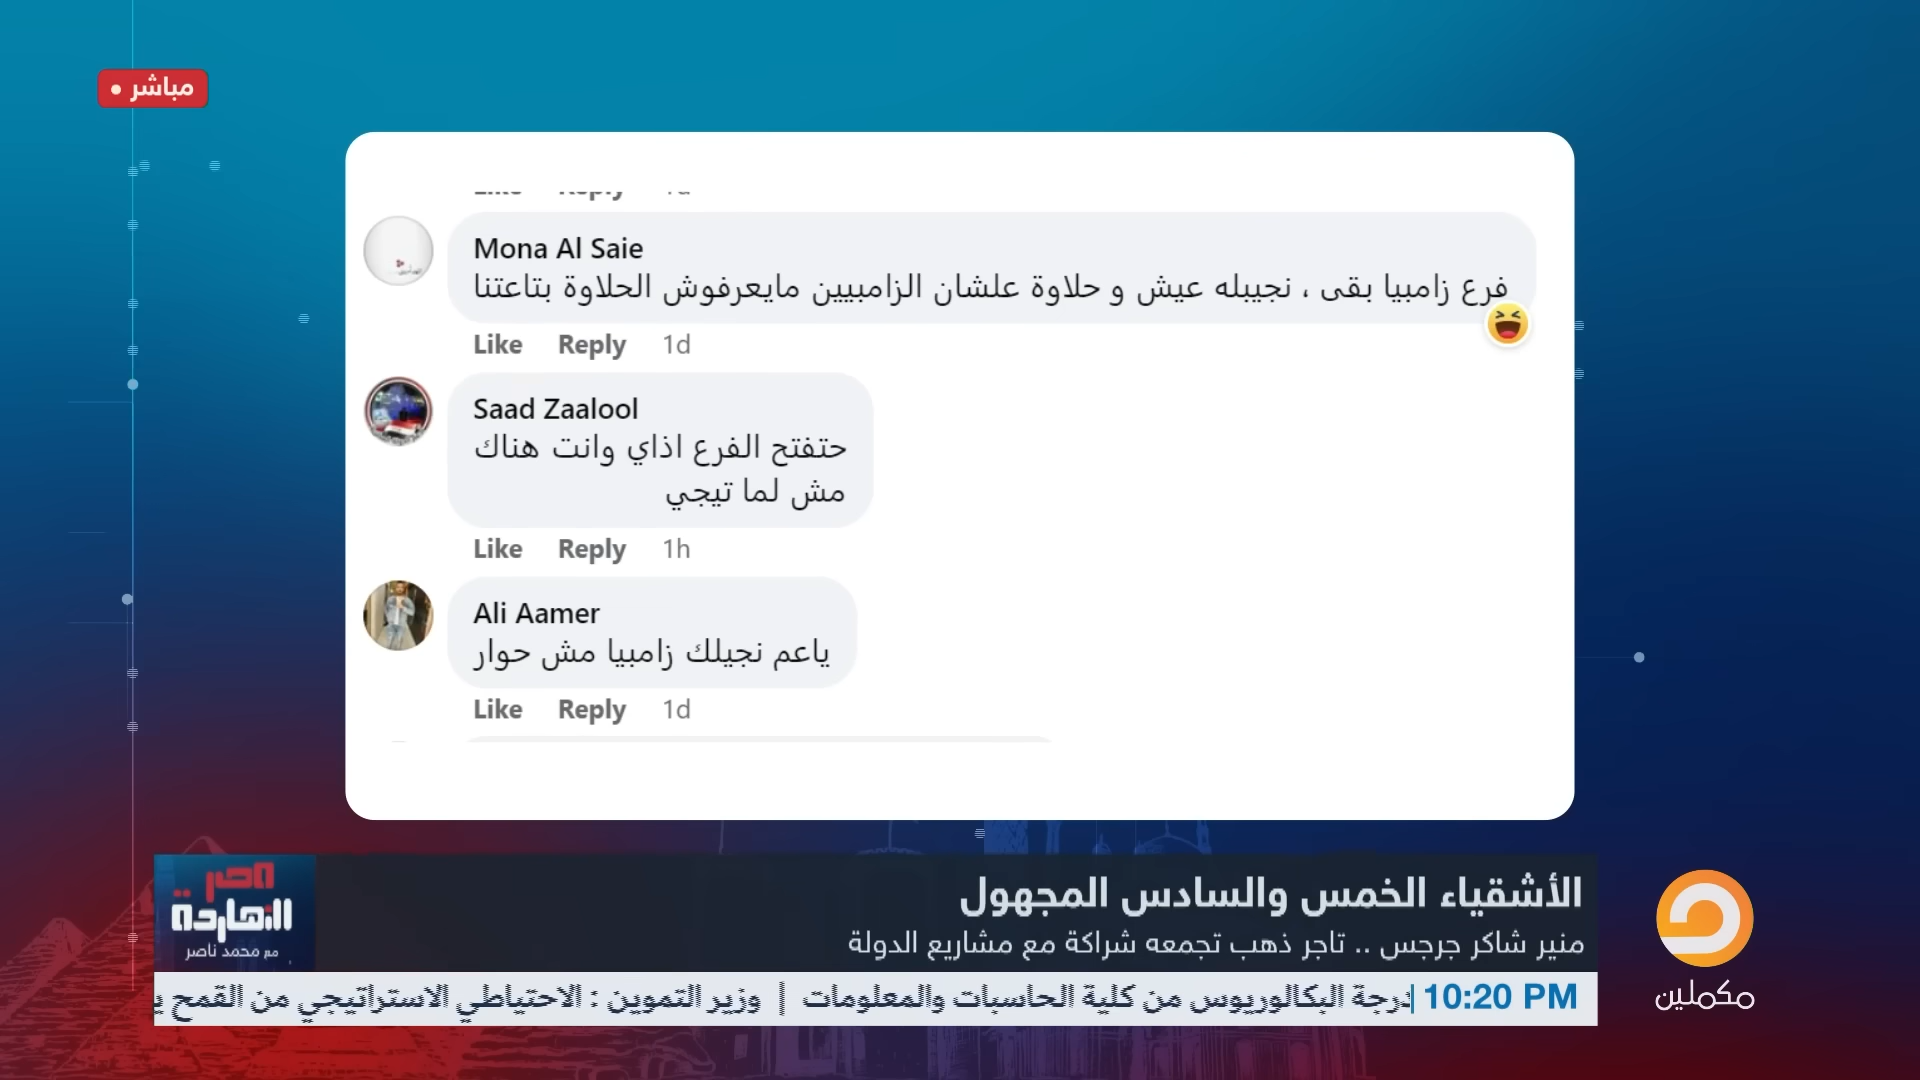 مباشر
Like Reply 1d
Mona Al Saie
فرع زامبيا بقى ، نجيبله عيش و حلاوة علشان الزامبيين مايعرفوش الحلاوة بتاعتنا
Like Reply 1d
Saad Zaalool
حتفتح الفرع اذاي وانت هناك
مش لما تيجي
Like Reply 1h
Ali Aamer
ياعم نجيلك زامبيا مش حوار
Like Reply 1d
مصر
النهاردة
مع محمد ناصر
الأشقياء الخمس والسادس المجهول
منير شاكر جرجس .. تاجر ذهب تجمعه شراكة مع مشاريع الدولة
10:20 PM
درجة البكالوريوس من كلية الحاسبات والمعلومات | وزير التموين : الاحتياطي الاستراتيجي من القمح
مكملين